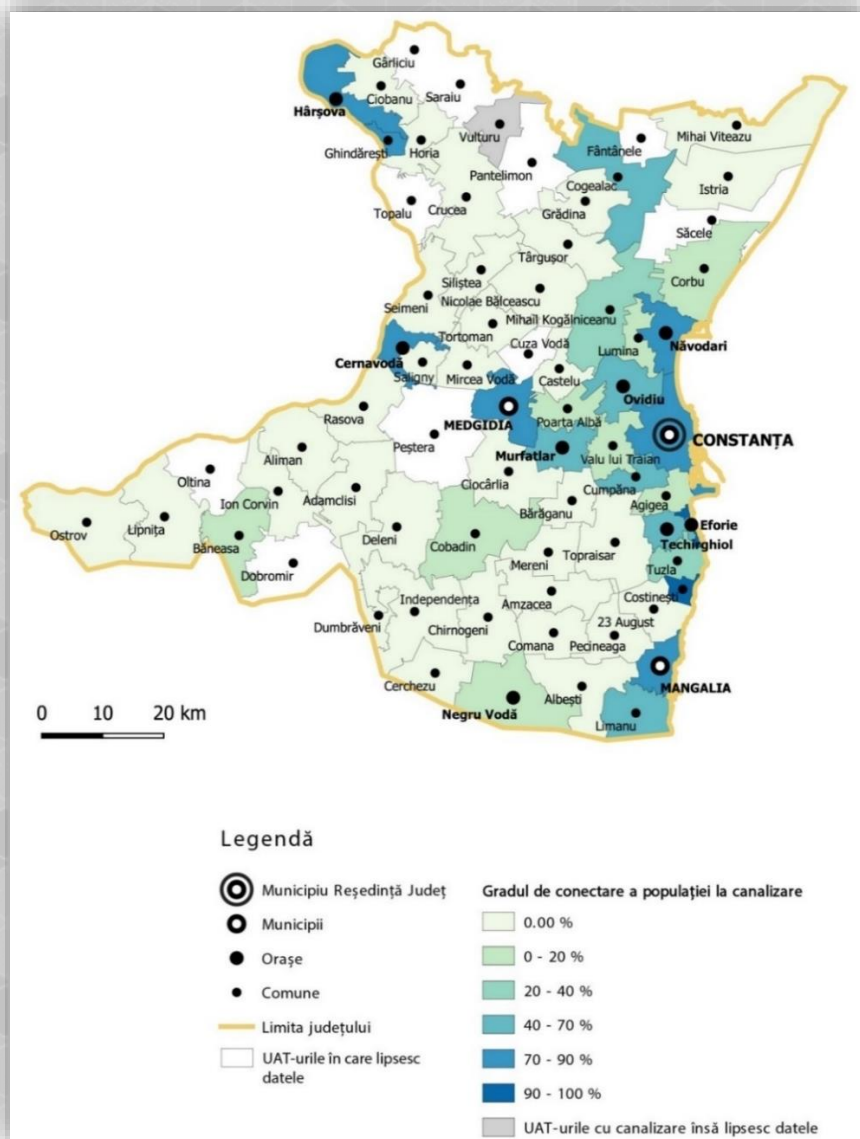 Gârliciu
Saraiu
Ciobanu
Hârșova
Vulturu
Ghindărești
Horia
Pantelimon
Fântânele
Mihai Viteazu
Cogealac
Istria
Topalu
Crucea
Grădina
Săcele
Târgușor
Corbu
Siliștea
Seimeni
Nicolae Bălcescu
Mihail Kogălniceanu
Tortoman
Cuza Vodă
Lumina
Năvodari
Cernavodă
Saligny
Mircea Vodă
Castelu
Ovidiu
Rasova
MEDGIDIA
Poarta Albă
CONSTANȚA
Peștera
Murfatlar
Valu lui Traian
Aliman
Oltina
Ciocârlia
Cumpăna
Ion Corvin
Adamclisi
Bărăganu
Agigea
Ostrov
Lipnița
Eforie
Băneasa
Deleni
Cobadin
Topraisar
Techirghiol
Dobromir
Mereni
Tuzla
Independența
Amzacea
Costinești
Dumbrăveni
Chirnogeni
23 August
Comana
Pecineaga
Cerchezu
Albești
MANGALIA
Negru Vodă
Limanu
0 10 20 km
Legendă
Municipiu Reședință Județ
Municipii
Orașe
Comune
Limita județului
UAT-urile în care lipsesc
datele
Gradul de conectare a populației la canalizare
0.00 %
0 - 20 %
20 - 40 %
40 - 70 %
70 - 90 %
90 - 100 %
UAT-urile cu canalizare însă lipsesc datele